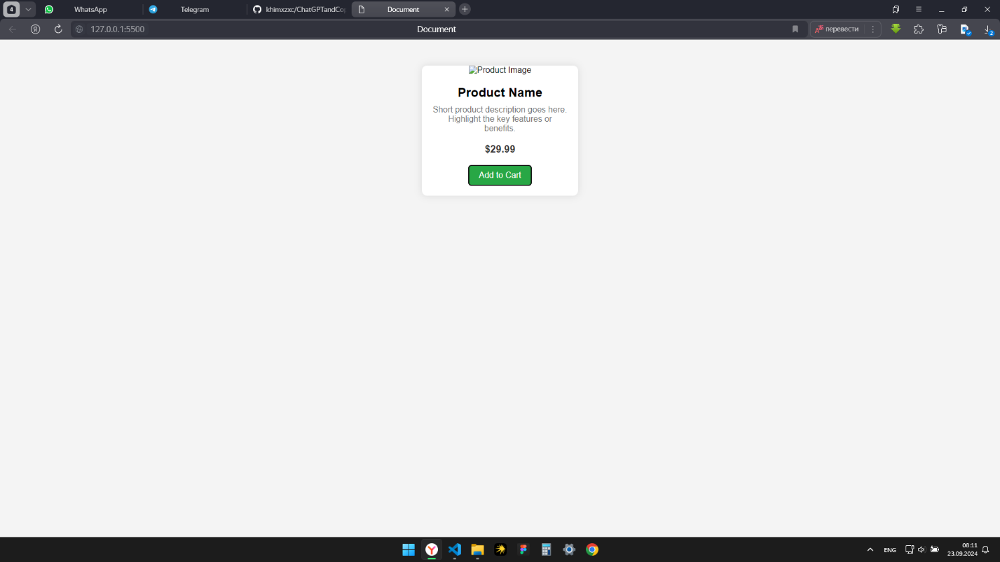 4
WhatsApp
Telegram
khimxzxc/ChatGPTandCop
Document
127.0.0.1:5500
Document
перевести
2
Product Image
Product Name
Short product description goes here.
Highlight the key features or
benefits.
$29.99
Add to Cart
ENG
08:11
23.09.2024